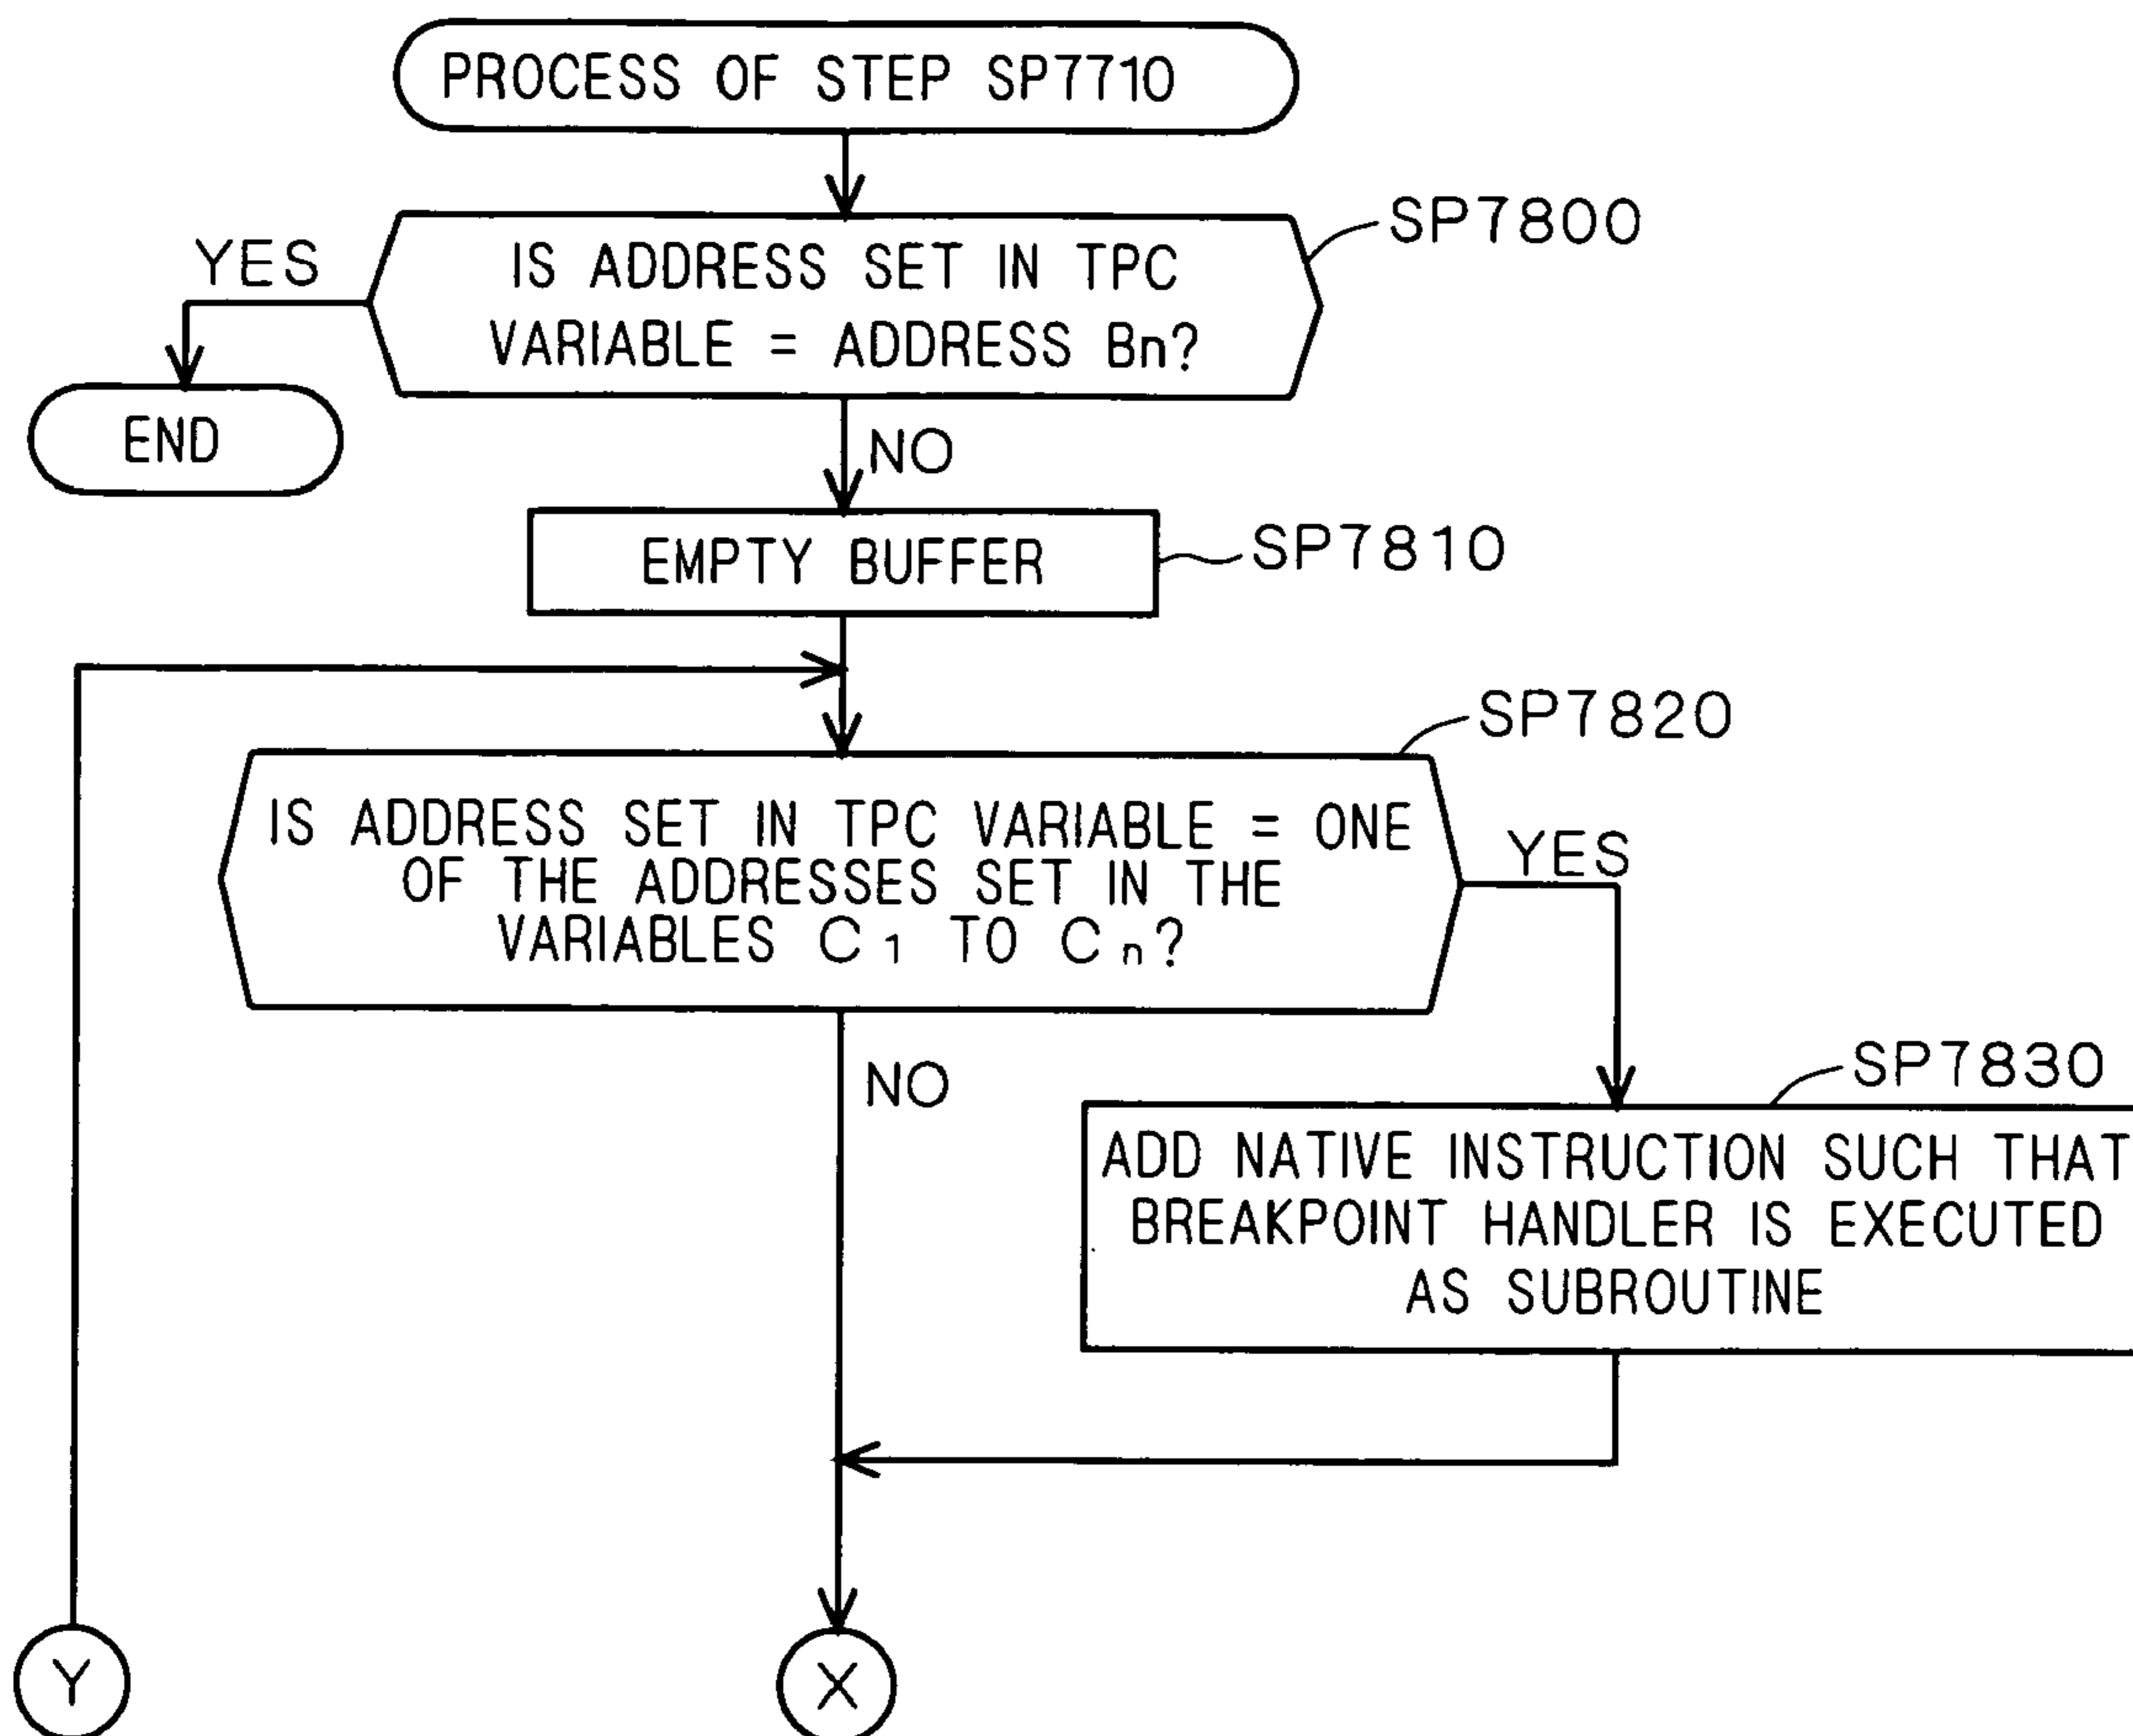 PROCESS OF STEP SP7710
SP7800
YES
IS ADDRESS SET IN TPC
VARIABLE = ADDRESS Bn?
END
NO
EMPTY BUFFER
SP7810
SP7820
IS ADDRESS SET IN TPC VARIABLE = ONE
OF THE ADDRESSES SET IN THE
VARIABLES C1 TO Cn?
YES
NO
SP7830
ADD NATIVE INSTRUCTION SUCH THAT
BREAKPOINT HANDLER IS EXECUTED
AS SUBROUTINE
Y
X